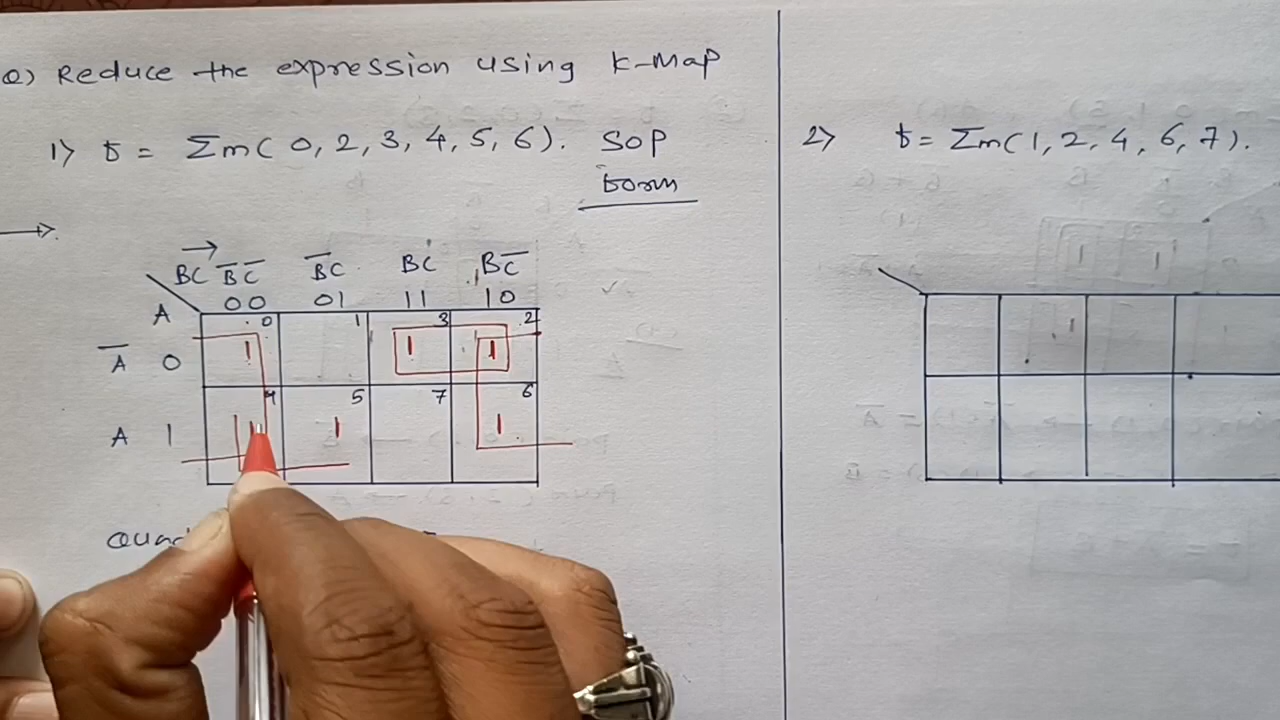 Q) Reduce the expression using K-Map
1) f = Σm( 0, 2, 3, 4, 5, 6). SOP
form
BC B̅C̅ B̅C BC BC̅
A 00 01 11 10
0 1 3 2
A̅ 0 1 1 1
4 5 7 6
A 1 1 1 1
2) f = Σm(1, 2, 4, 6, 7).